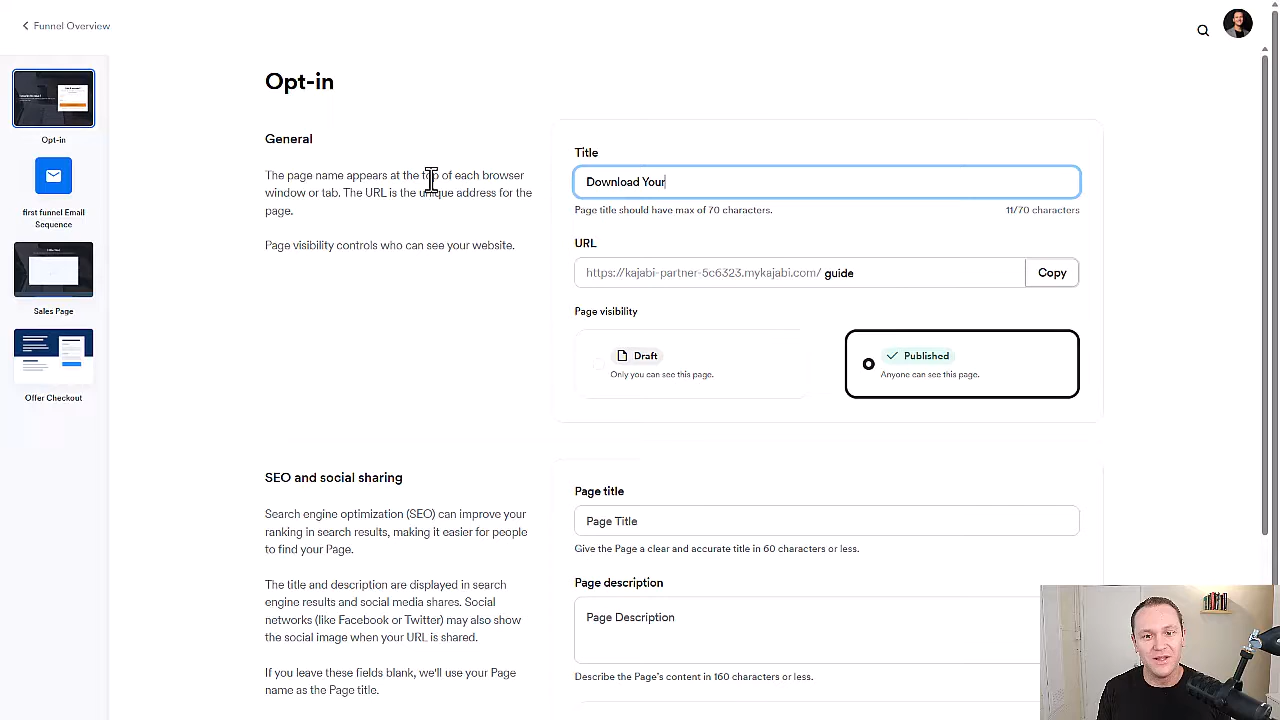 Funnel Overview
Opt-in
first funnel Email
Sequence
Sales Page
Offer Checkout
Opt-in
General
The page name appears at the top of each browser
window or tab. The URL is the unique address for the
page.
Page visibility controls who can see your website.
Title
Download Your
Page title should have max of 70 characters.
11/70 characters
URL
https://kajabi-partner-5c6323.mykajabi.com/ guide
Copy
Page visibility
Draft
Only you can see this page.
Published
Anyone can see this page.
SEO and social sharing
Search engine optimization (SEO) can improve your
ranking in search results, making it easier for people
to find your Page.
The title and description are displayed in search
engine results and social media shares. Social
networks (like Facebook or Twitter) may also show
the social image when your URL is shared.
If you leave these fields blank, we'll use your Page
name as the Page title.
Page title
Page Title
Give the Page a clear and accurate title in 60 characters or less.
Page description
Page Description
Describe the Page's content in 160 characters or less.